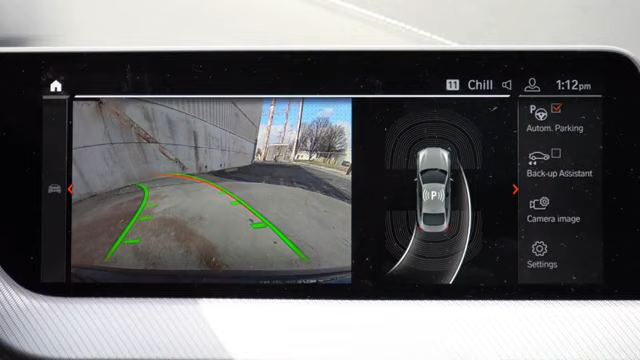 11 Chill 1:12pm
P
Autom. Parking
P
Back-up Assistant
Camera image
Settings